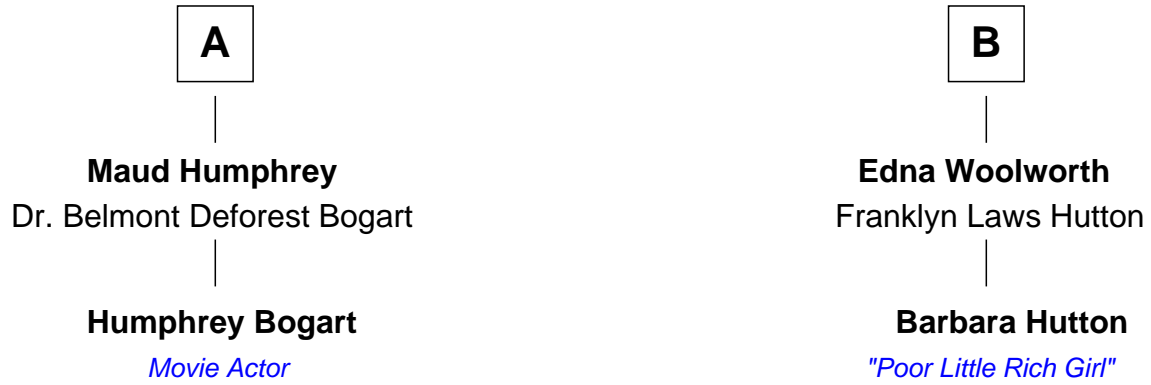 A
Maud Humphrey
Dr. Belmont Deforest Bogart
Humphrey Bogart
Movie Actor
B
Edna Woolworth
Franklyn Laws Hutton
Barbara Hutton
"Poor Little Rich Girl"